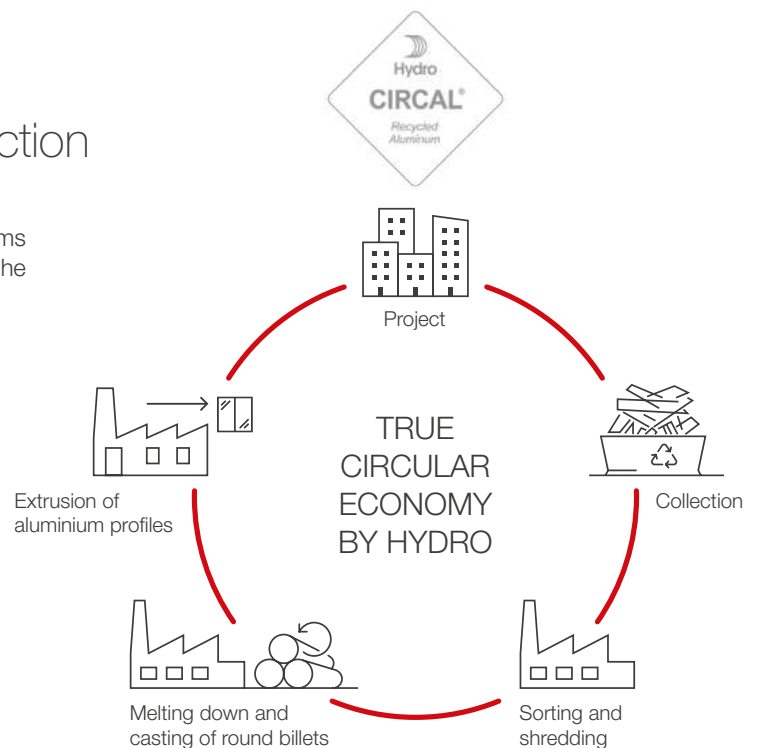 Hydro
CIRCAL®
Recycled
Aluminum
ction
ms
he
Project
TRUE
CIRCULAR
ECONOMY
BY HYDRO
Extrusion of
aluminium profiles
Collection
Melting down and
casting of round billets
Sorting and
shredding